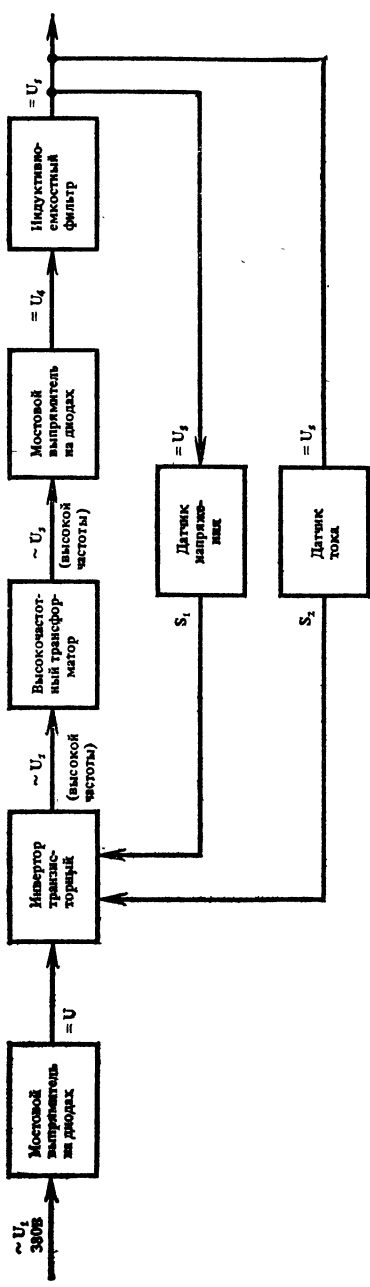 ~ U₁
380В
Мостовой
выпрямитель
на диодах
= U
Инвертор
транзис-
торный
~ U₂
(высокой
частоты)
Высокочастот-
ный трансфор-
матор
~ U₃
(высокой
частоты)
Мостовой
выпрямитель
на диодах
= U₄
Индуктивно-
емкостный
фильтр
= U₅
= U₅
Датчик
напряже-
ния
S₁
= U₅
Датчик
тока
S₂